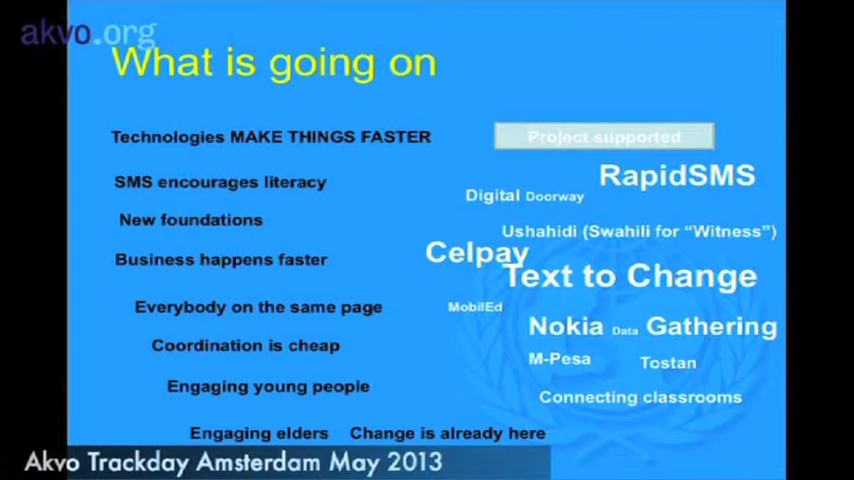 akvo.org
What is going on
Technologies MAKE THINGS FASTER
SMS encourages literacy
New foundations
Business happens faster
Everybody on the same page
Coordination is cheap
Engaging young people
Engaging elders Change is already here
Project supported
RapidSMS
Digital Doorway
Ushahidi (Swahili for “Witness”)
Celpay
Text to Change
MobilEd
Nokia Data Gathering
M-Pesa Tostan
Connecting classrooms
Akvo Trackday Amsterdam May 2013